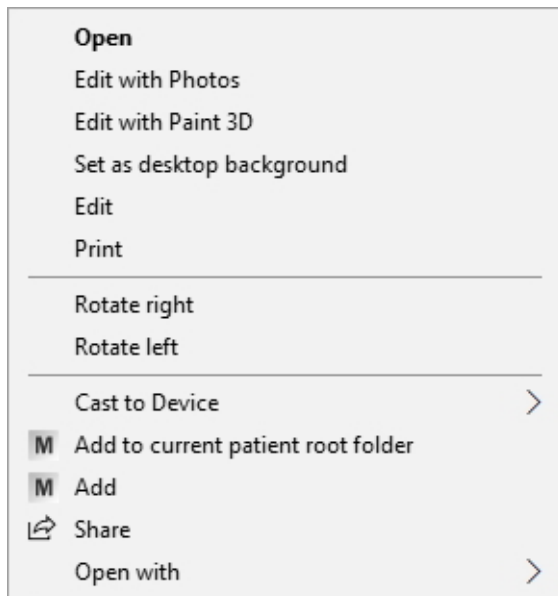 Open
Edit with Photos
Edit with Paint 3D
Set as desktop background
Edit
Print
Rotate right
Rotate left
Cast to Device
M Add to current patient root folder
M Add
Share
Open with